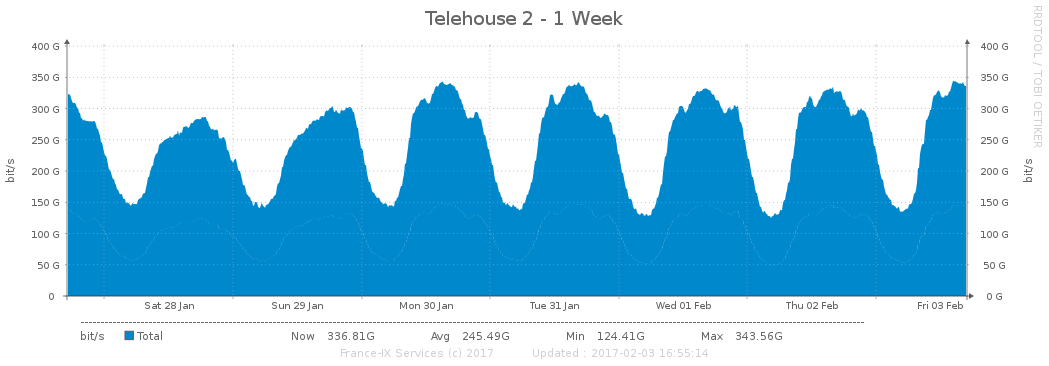 Telehouse 2 - 1 Week
RRDTOOL / TOBI OETIKER
400 G 400 G
350 G 350 G
300 G 300 G
250 G 250 G
200 G 200 G
150 G 150 G
100 G 100 G
50 G 50 G
0 0 G
bit/s
bit/s
Sat 28 Jan Sun 29 Jan Mon 30 Jan Tue 31 Jan Wed 01 Feb Thu 02 Feb Fri 03 Feb
bit/s Total Now 336.81G Avg 245.49G Min 124.41G Max 343.56G
France-IX Services (c) 2017 Updated : 2017-02-03 16:55:14